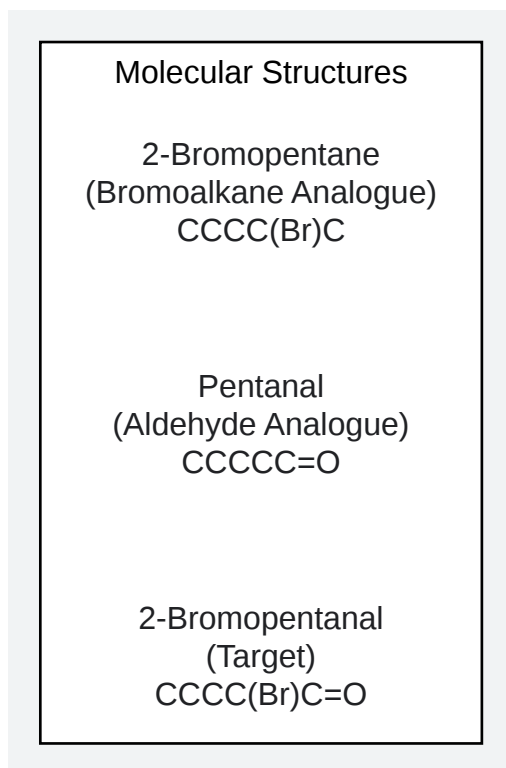 Molecular Structures
2-Bromopentane
(Bromoalkane Analogue)
CCCC(Br)C
Pentanal
(Aldehyde Analogue)
CCCCC=O
2-Bromopentanal
(Target)
CCCC(Br)C=O